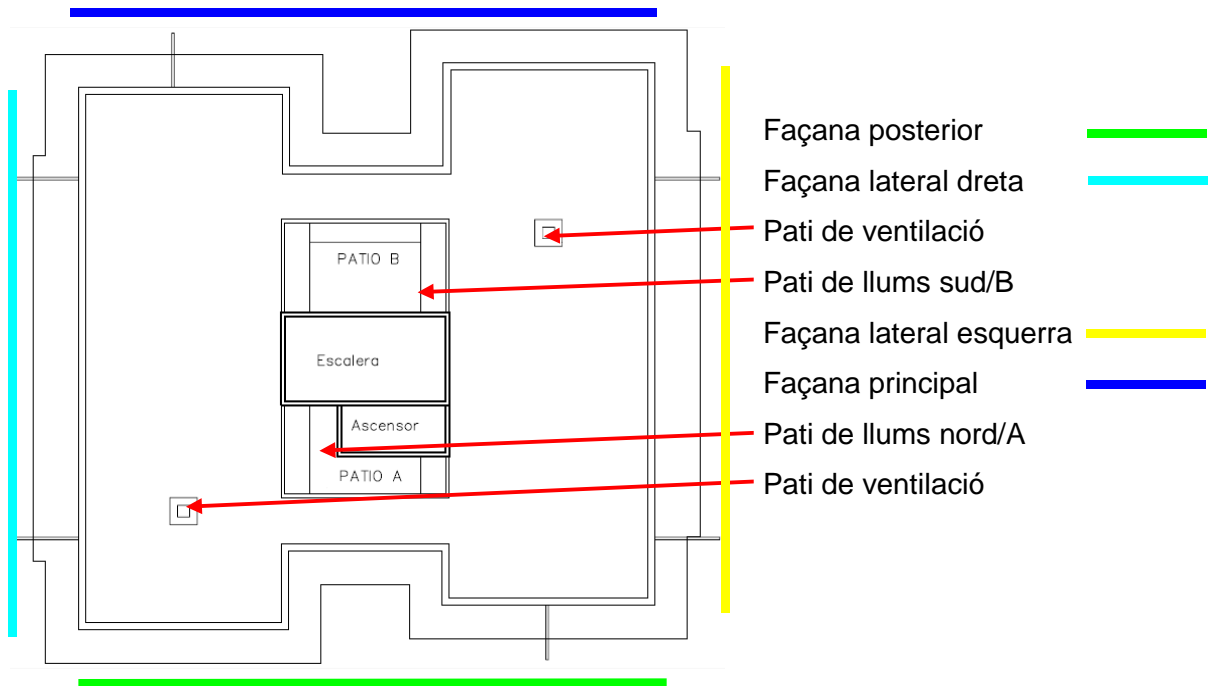 Façana posterior
Façana lateral dreta
Pati de ventilació
PATIO B
Pati de llums sud/B
Façana lateral esquerra
Escalera
Façana principal
Ascensor
Pati de llums nord/A
PATIO A
Pati de ventilació